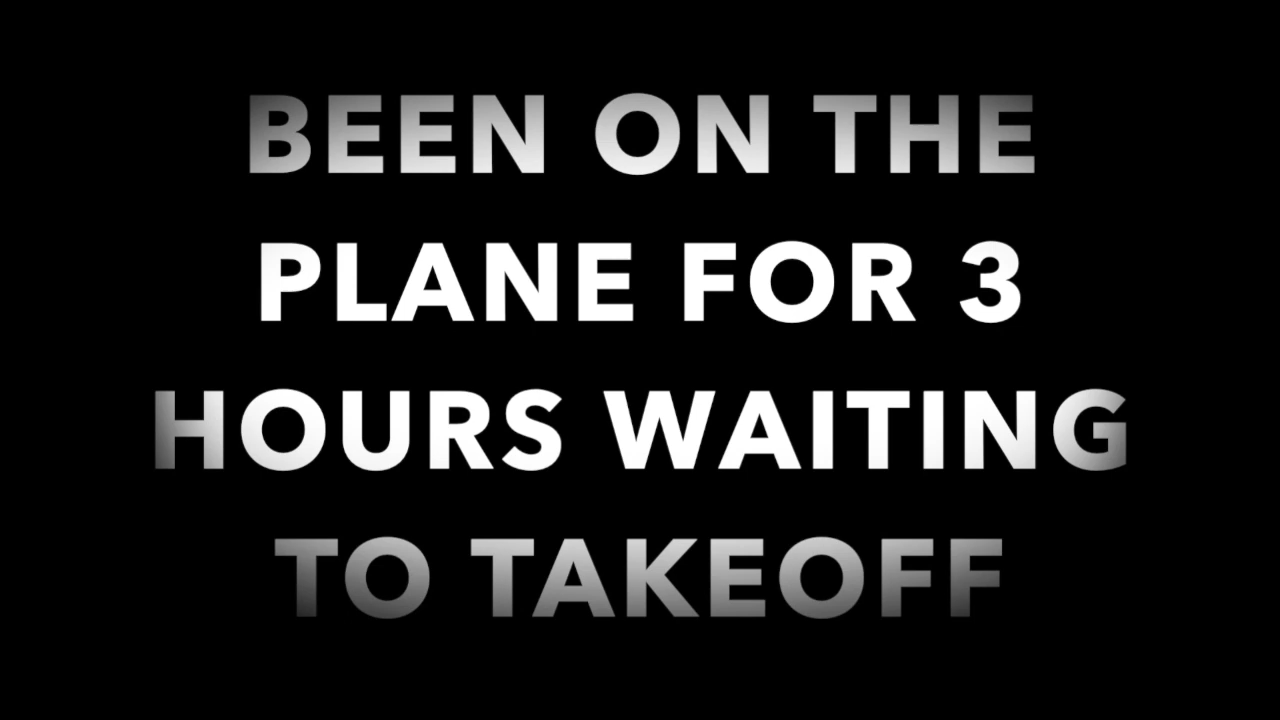 BEEN ON THE
PLANE FOR 3
HOURS WAITING
TO TAKEOFF